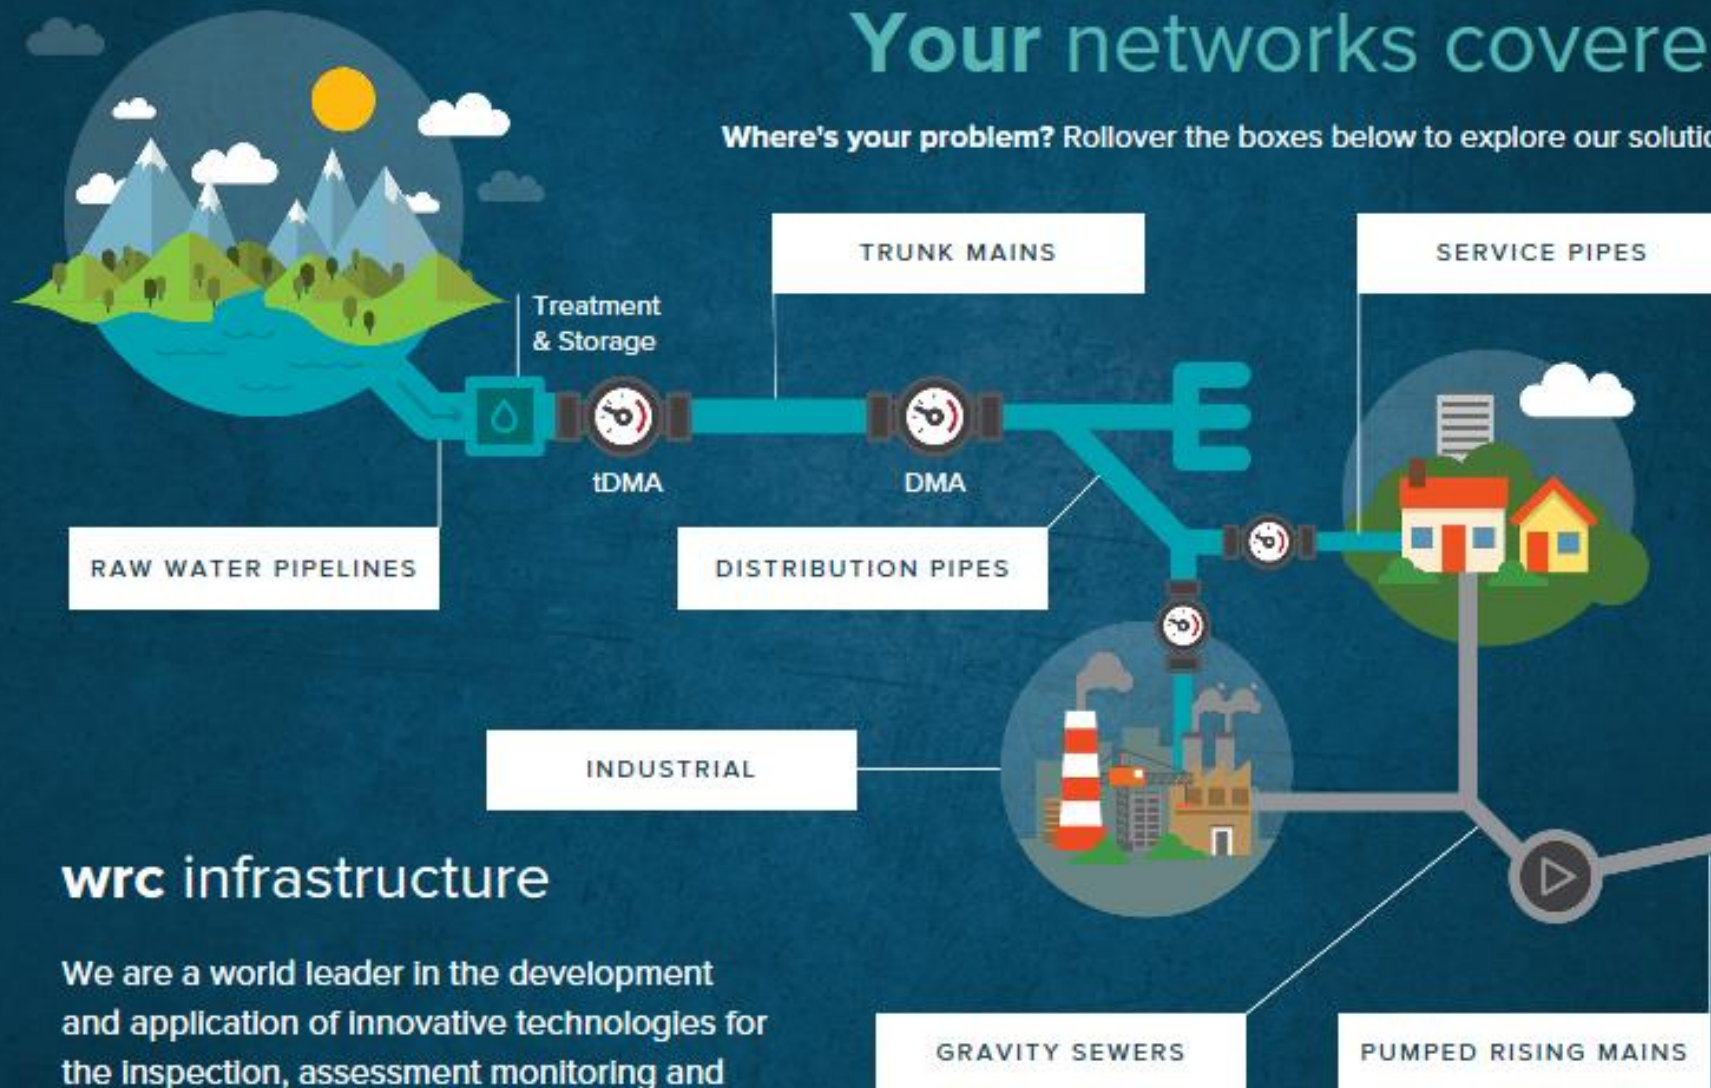 Your networks covere
Where's your problem? Rollover the boxes below to explore our solutio
TRUNK MAINS
SERVICE PIPES
Treatment
& Storage
tDMA
DMA
RAW WATER PIPELINES
DISTRIBUTION PIPES
INDUSTRIAL
wrc infrastructure
We are a world leader in the development
and application of innovative technologies for
the inspection, assessment monitoring and
GRAVITY SEWERS
PUMPED RISING MAINS